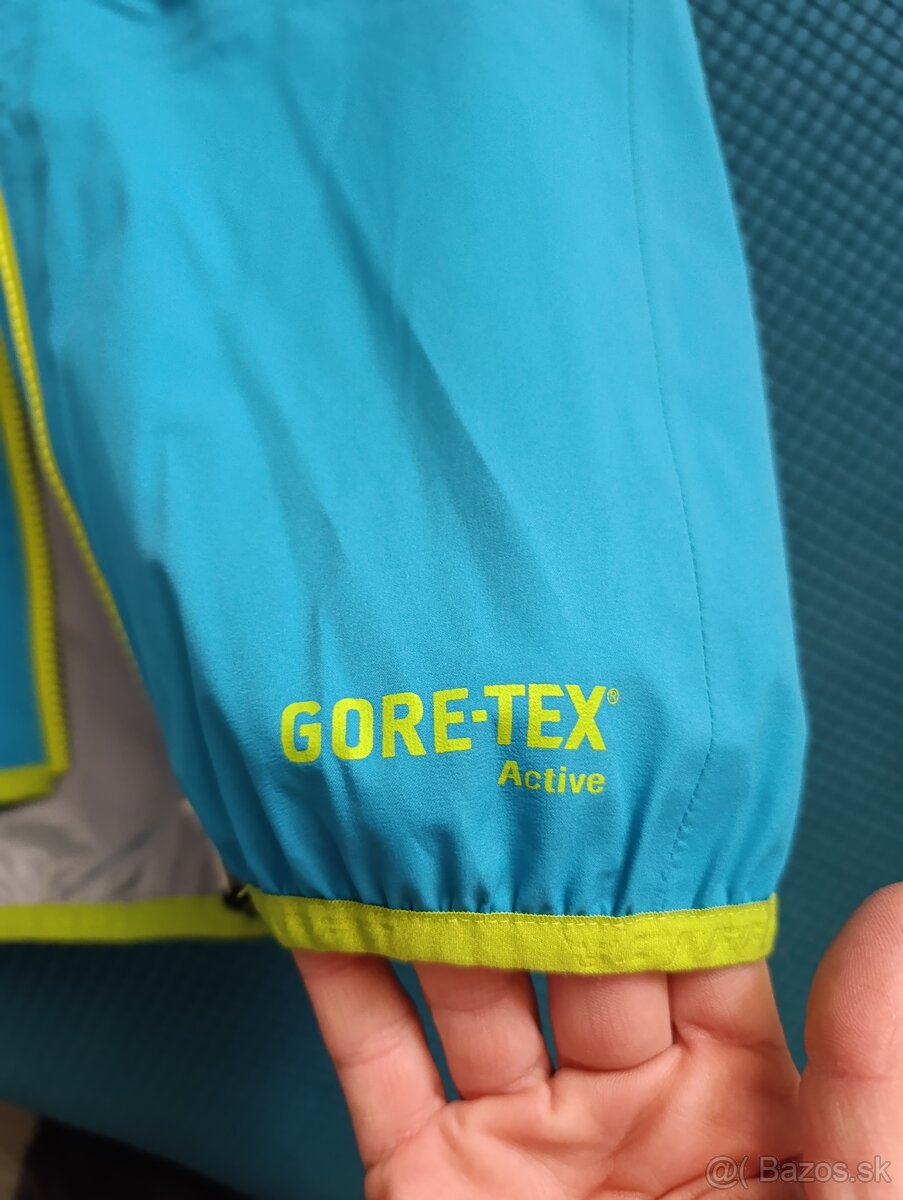 GORE-TEX®
Active
@( Bazos.sk